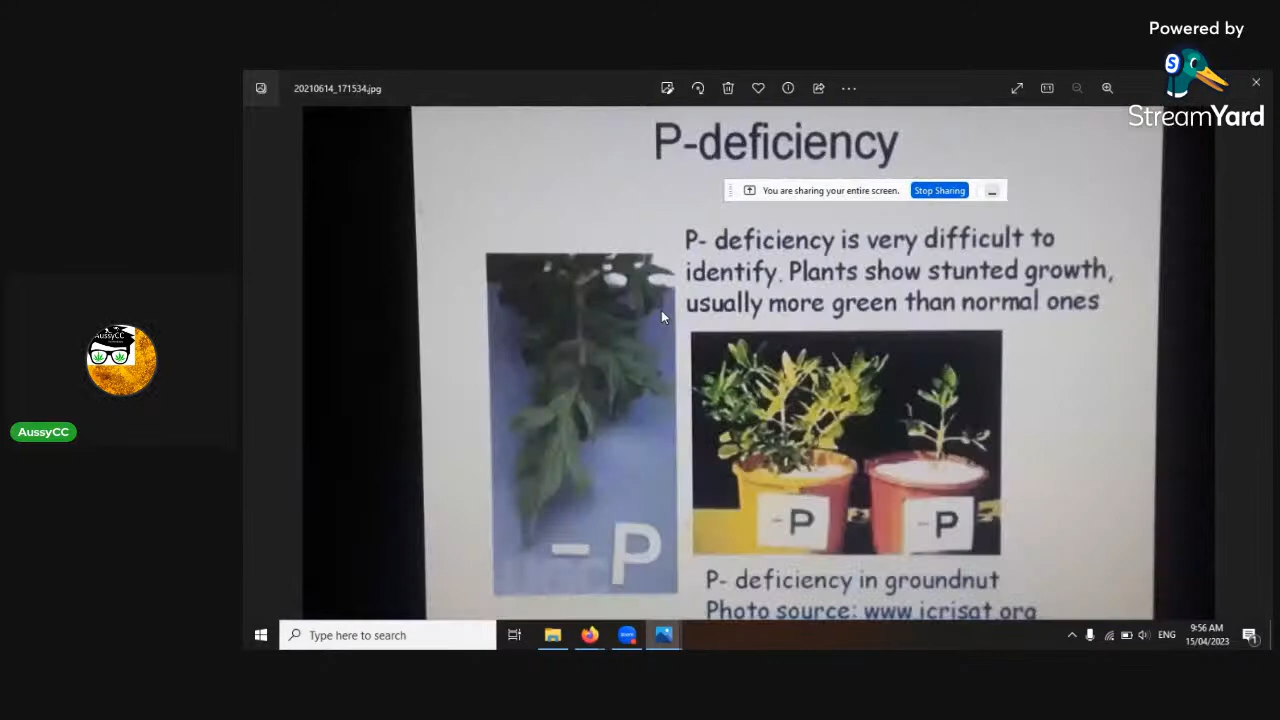 Powered by
StreamYard
20210614_171534.jpg
P-deficiency
You are sharing your entire screen.
Stop Sharing
P- deficiency is very difficult to
identify. Plants show stunted growth,
usually more green than normal ones
- P
-P
-P
P- deficiency in groundnut
Photo source: www.icrisat.org
AussyCC
AussyCC
Type here to search
ENG
9:56 AM
15/04/2023